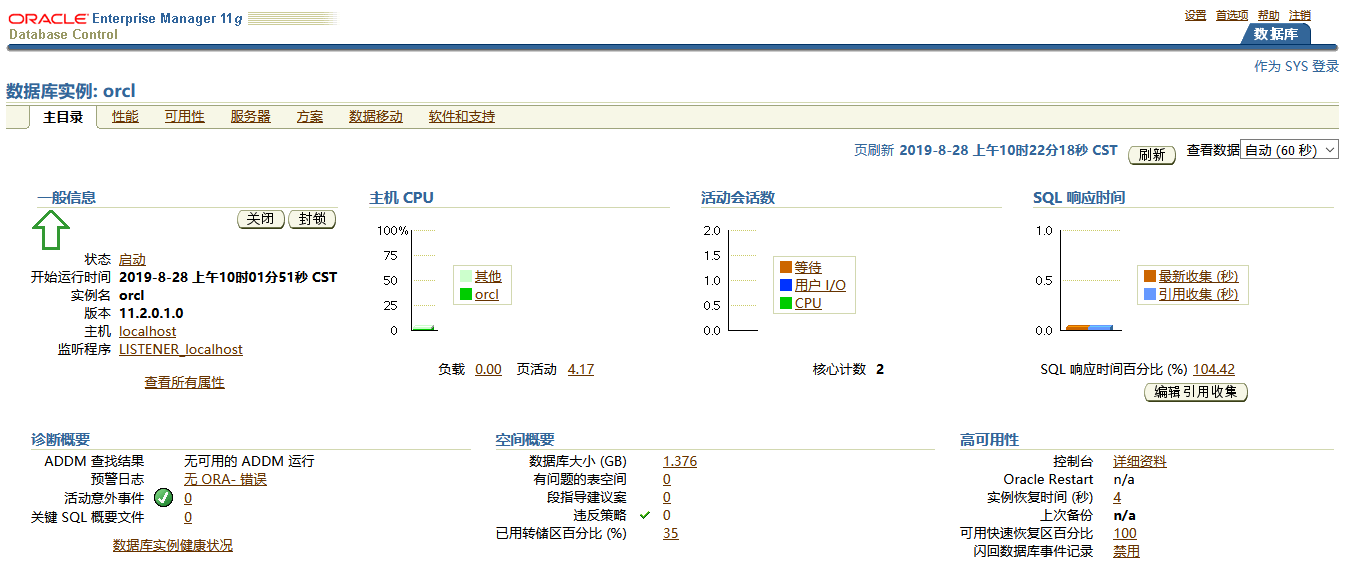 ORACLE Enterprise Manager 11g
Database Control
设置 首选项 帮助 注销
数据库
作为 SYS 登录
数据库实例: orcl
主目录 性能 可用性 服务器 方案 数据移动 软件和支持
页刷新 2019-8-28 上午10时22分18秒 CST 刷新 查看数据 自动 (60 秒)
一般信息
关闭 封锁
状态 启动
开始运行时间 2019-8-28 上午10时01分51秒 CST
实例名 orcl
版本 11.2.0.1.0
主机 localhost
监听程序 LISTENER_localhost
查看所有属性
主机 CPU
100%
75
50
25
0
其他
orcl
负载 0.00 页活动 4.17
活动会话数
2.0
1.5
1.0
0.5
0.0
等待
用户 I/O
CPU
核心计数 2
SQL 响应时间
1.0
0.5
0.0
最新收集 (秒)
引用收集 (秒)
SQL 响应时间百分比 (%) 104.42
编辑引用收集
诊断概要
ADDM 查找结果 无可用的 ADDM 运行
预警日志 无 ORA- 错误
活动意外事件 0
关键 SQL 概要文件 0
数据库实例健康状况
空间概要
数据库大小 (GB) 1.376
有问题的表空间 0
段指导建议案 0
违反策略 0
已用转储区百分比 (%) 35
高可用性
控制台 详细资料
Oracle Restart n/a
实例恢复时间 (秒) 4
上次备份 n/a
可用快速恢复区百分比 100
闪回数据库事件记录 禁用